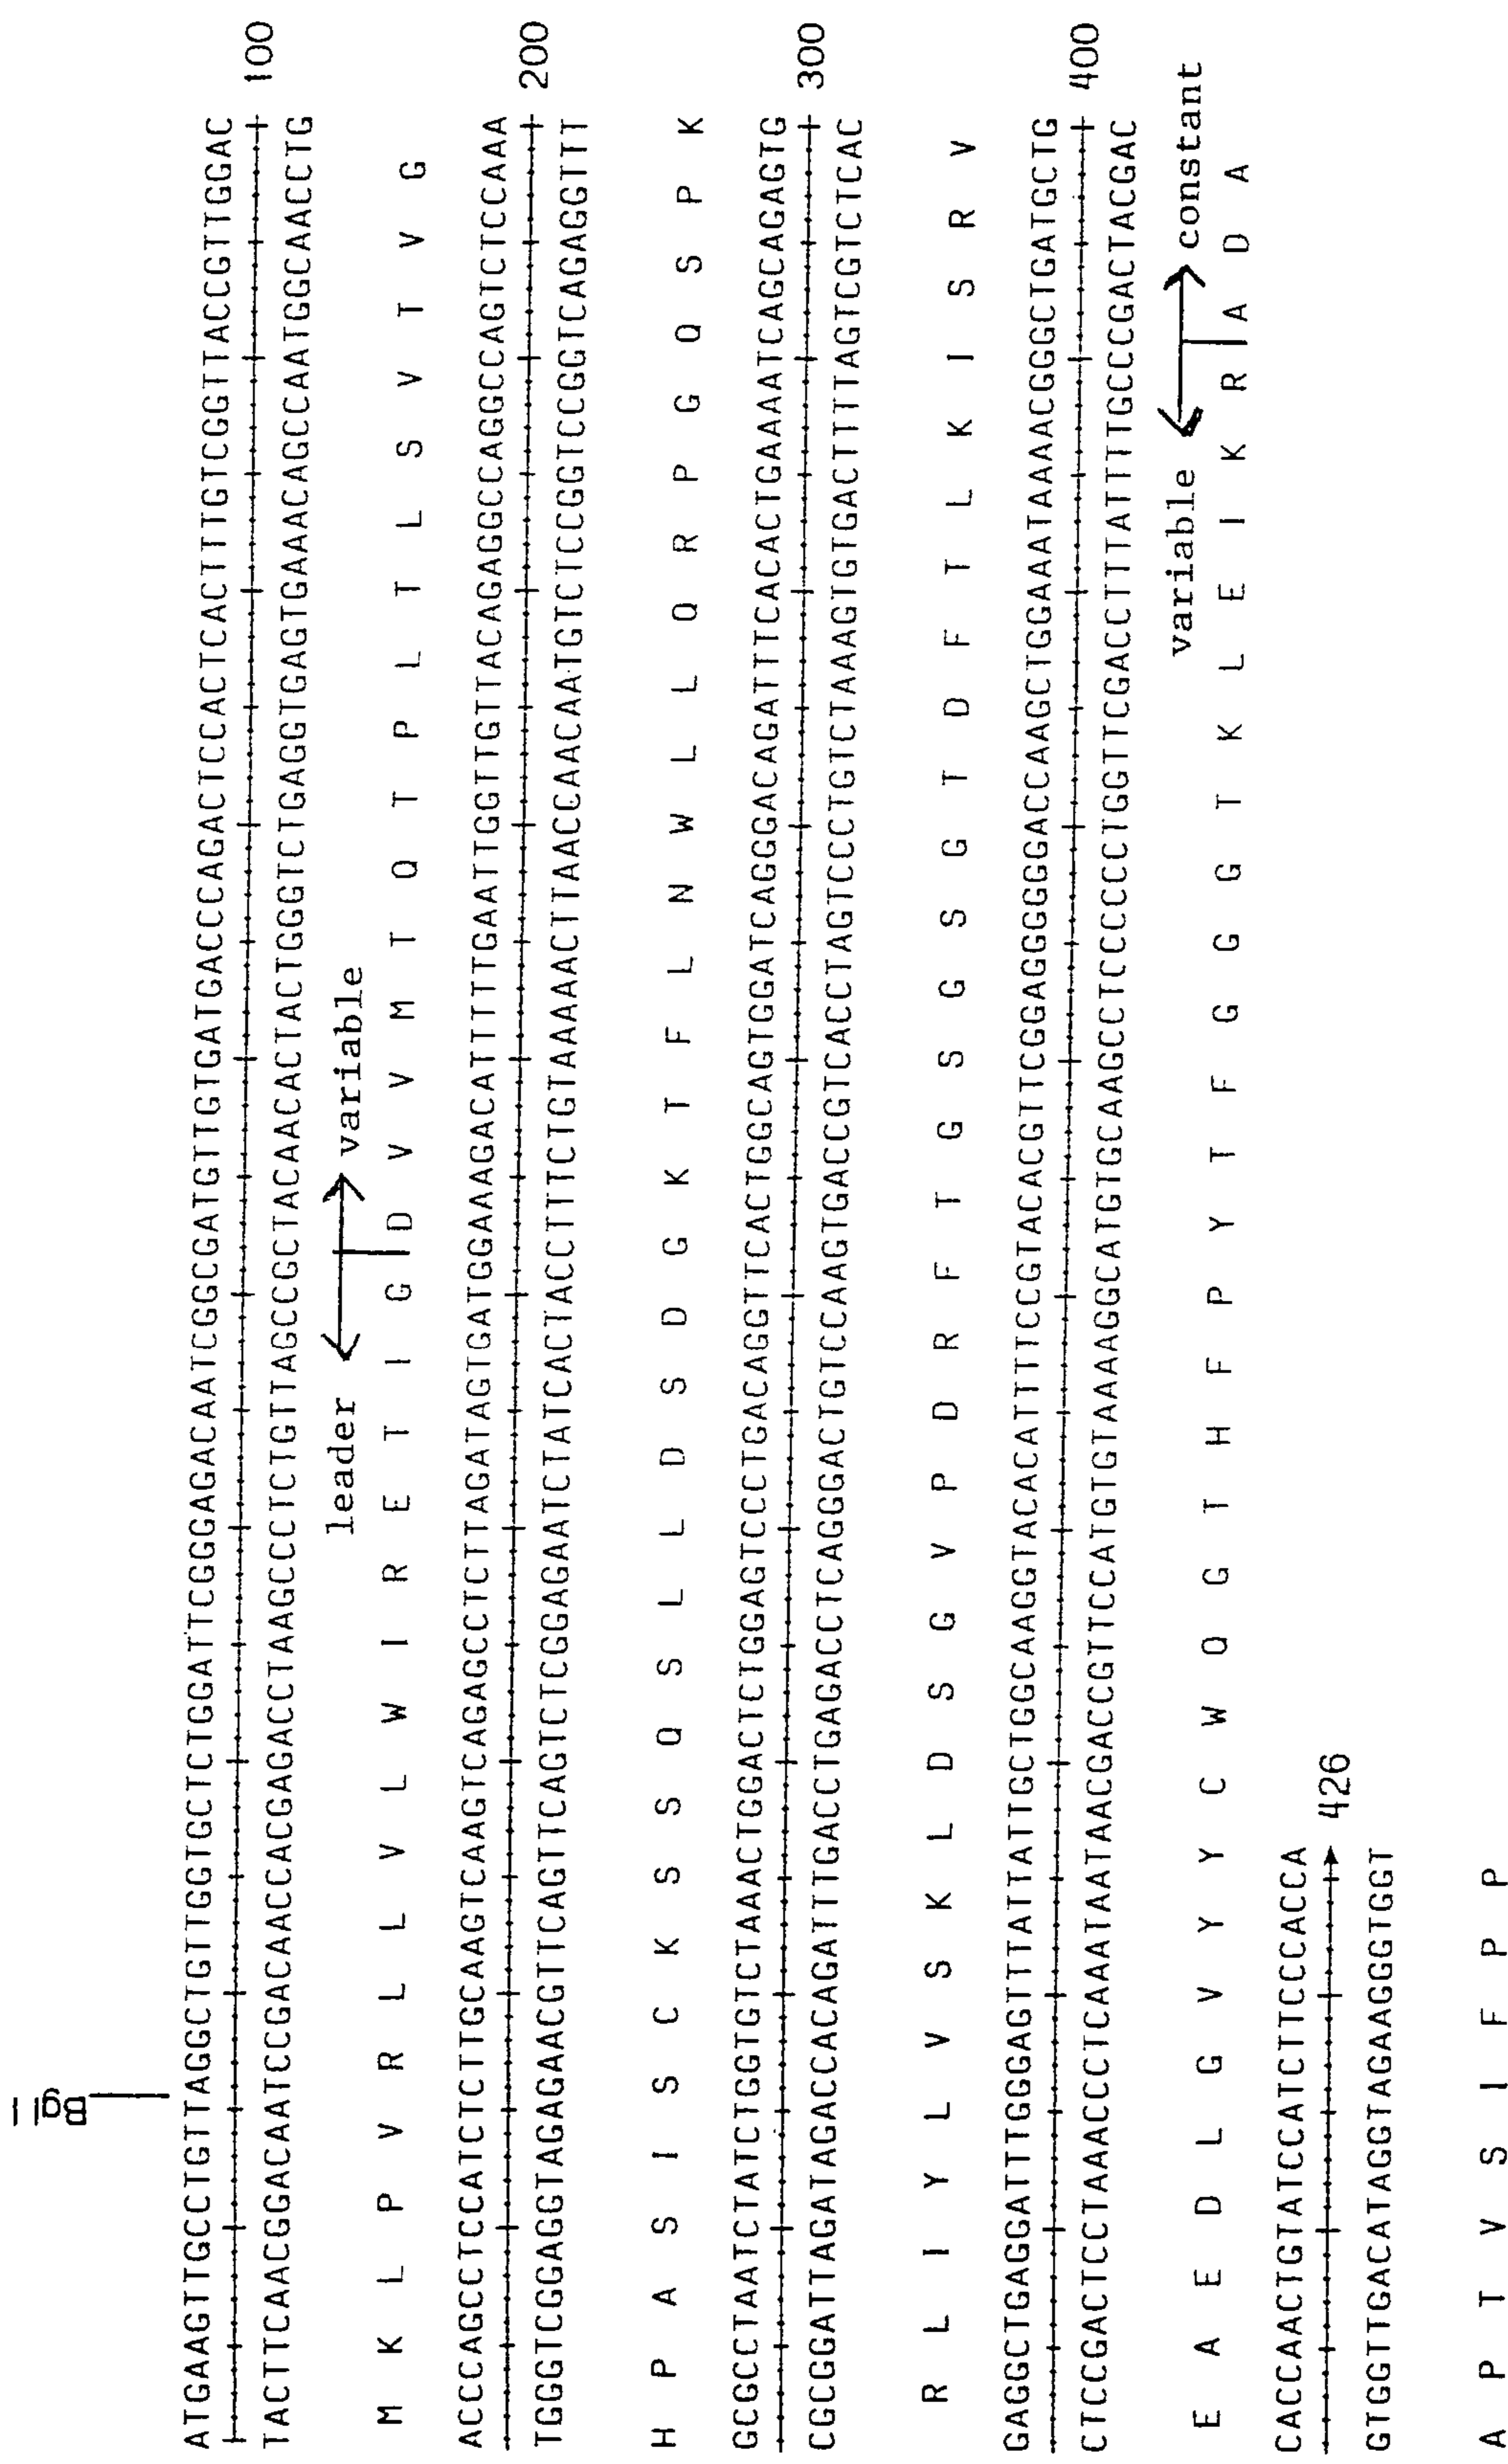 BglI
ATGAAGTTGCCTGTTAGGCTGTTGGTGCTCTGGATTCGGGAGACAATCGGCGATGTTGTGATGACCCAGACTCCACTCACTTTGTCGGTTACCGTTGGAC
100
TACTTCAACGGACAATCCGACAACCACGAGACCTAAGCCCTCTGTTAGCCGCTACAACACTACTGGGTCTGAGGTGAGTGAAACAGCCAATGGCAACCTG
leader variable
M K L P V R L L V L W I R E T I G D V V M T Q T P L T L S V T V G
ACCCAGCCTCCATCTCTTGCAAGTCAAGTCAGAGCCTCTTAGATAGTGATGGAAAGACATTTTTGAATTGGTTGTTACAGAGGCCAGGCCAGTCTCCAAA
200
TGGGTCGGAGGTAGAGAACGTTCAGTTCAGTCTCGGAGAATCTATCACTACCTTTCTGTAAAAACTTAACCAACAATGTCTCCGGTCCGGTCAGAGGTTT
H P A S I S C K S S Q S L L D S D G K T F L N W L L Q R P G Q S P K
GCGCCTAATCTATCTGGTGTCTAAACTGGACTCTGGAGTCCCTGACAGGTTCACTGGCAGTGGATCAGGGACAGATTTCACACTGAAAATCAGCAGAGTG
300
CGCGGATTAGATAGACCACAGATTTGACCTGAGACCTCAGGGACTGTCCAAGTGACCGTCACCTAGTCCCTGTCTAAAGTGTGACTTTTAGTCGTCTCAC
R L I Y L V S K L D S G V P D R F T G S G S G T D F T L K I S R V
GAGGCTGAGGATTTGGGAGTTTATTATTGCTGGCAAGGTACACATTTTCCGTACACGTTCGGAGGGGGGACCAAGCTGGAAATAAAACGGGCTGATGCTG
400
CTCCGACTCCTAAACCCTCAAATAATAACGACCGTTCCATGTGTAAAAGGCATGTGCAAGCCTCCCCCCTGGTTCGACCTTTATTTTGCCCGACTACGAC
variable constant
E A E D L G V Y Y C W Q G T H F P Y T F G G G T K L E I K R A D A
CACCAACTGTATCCATCTTCCCACCA
426
GTGGTTGACATAGGTAGAAGGGTGGT
A P T V S I F P P